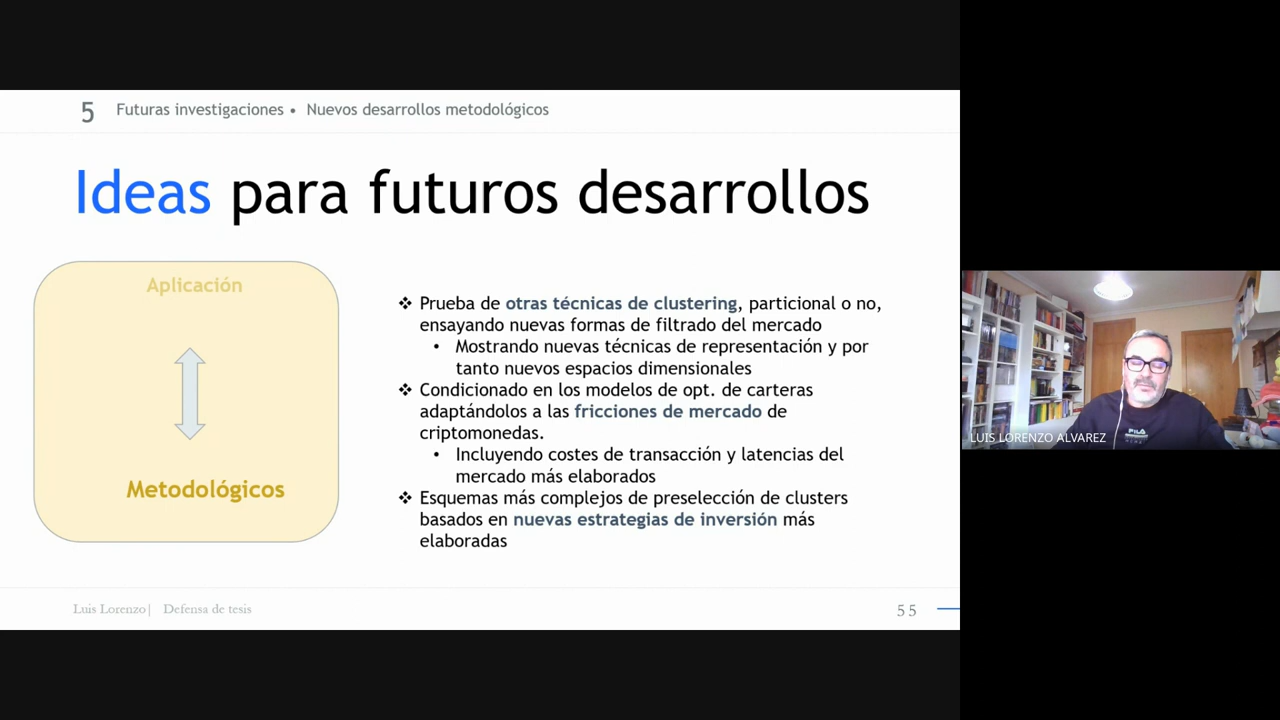 5 Futuras investigaciones • Nuevos desarrollos metodológicos
Ideas para futuros desarrollos
Aplicación
Metodológicos
❖ Prueba de otras técnicas de clustering, particional o no,
ensayando nuevas formas de filtrado del mercado
• Mostrando nuevas técnicas de representación y por
tanto nuevos espacios dimensionales
❖ Condicionado en los modelos de opt. de carteras
adaptándolos a las fricciones de mercado de
criptomonedas.
• Incluyendo costes de transacción y latencias del
mercado más elaborados
❖ Esquemas más complejos de preselección de clusters
basados en nuevas estrategias de inversión más
elaboradas
Luis Lorenzo| Defensa de tesis
55
FILA
LUIS LORENZO ALVAREZ